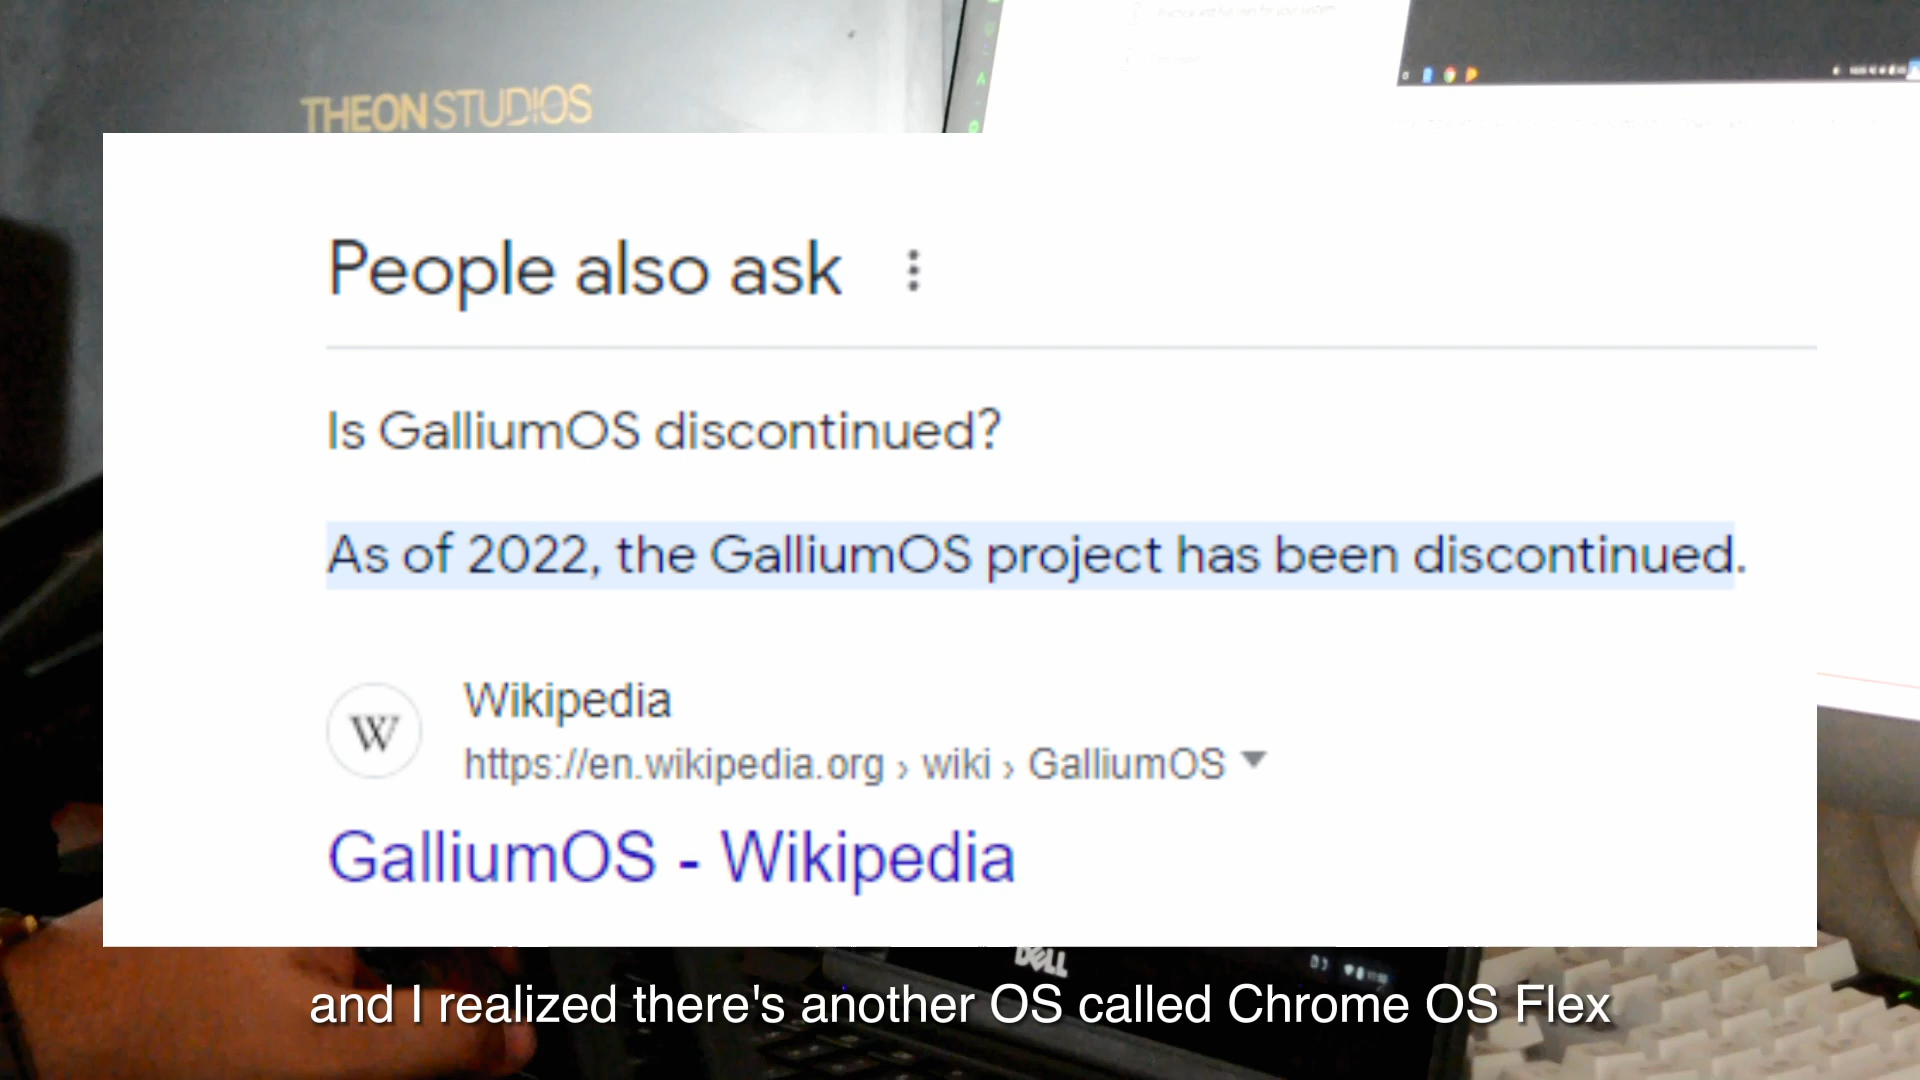 THEON STUDIOS
People also ask
Is GalliumOS discontinued?
As of 2022, the GalliumOS project has been discontinued.
W
Wikipedia
https://en.wikipedia.org › wiki › GalliumOS
GalliumOS - Wikipedia
DELL
and I realized there's another OS called Chrome OS Flex